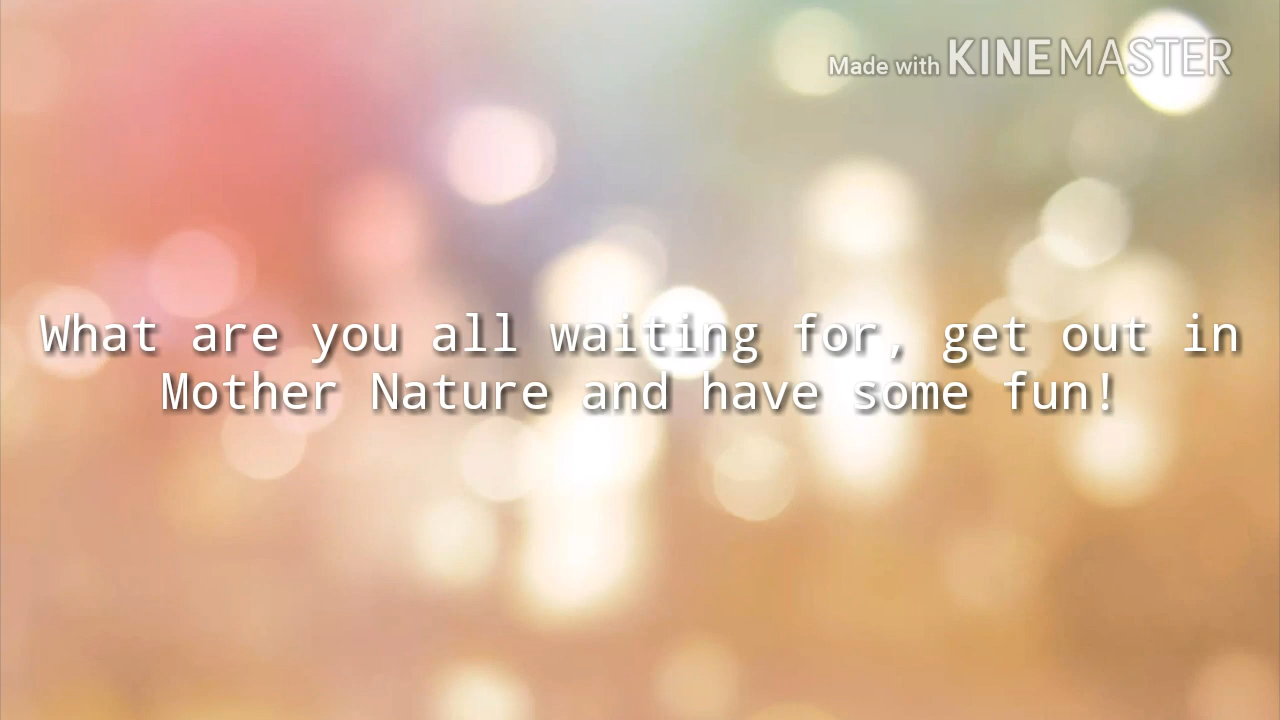 Made with KINEMASTER
What are you all waiting for, get out in
Mother Nature and have some fun!